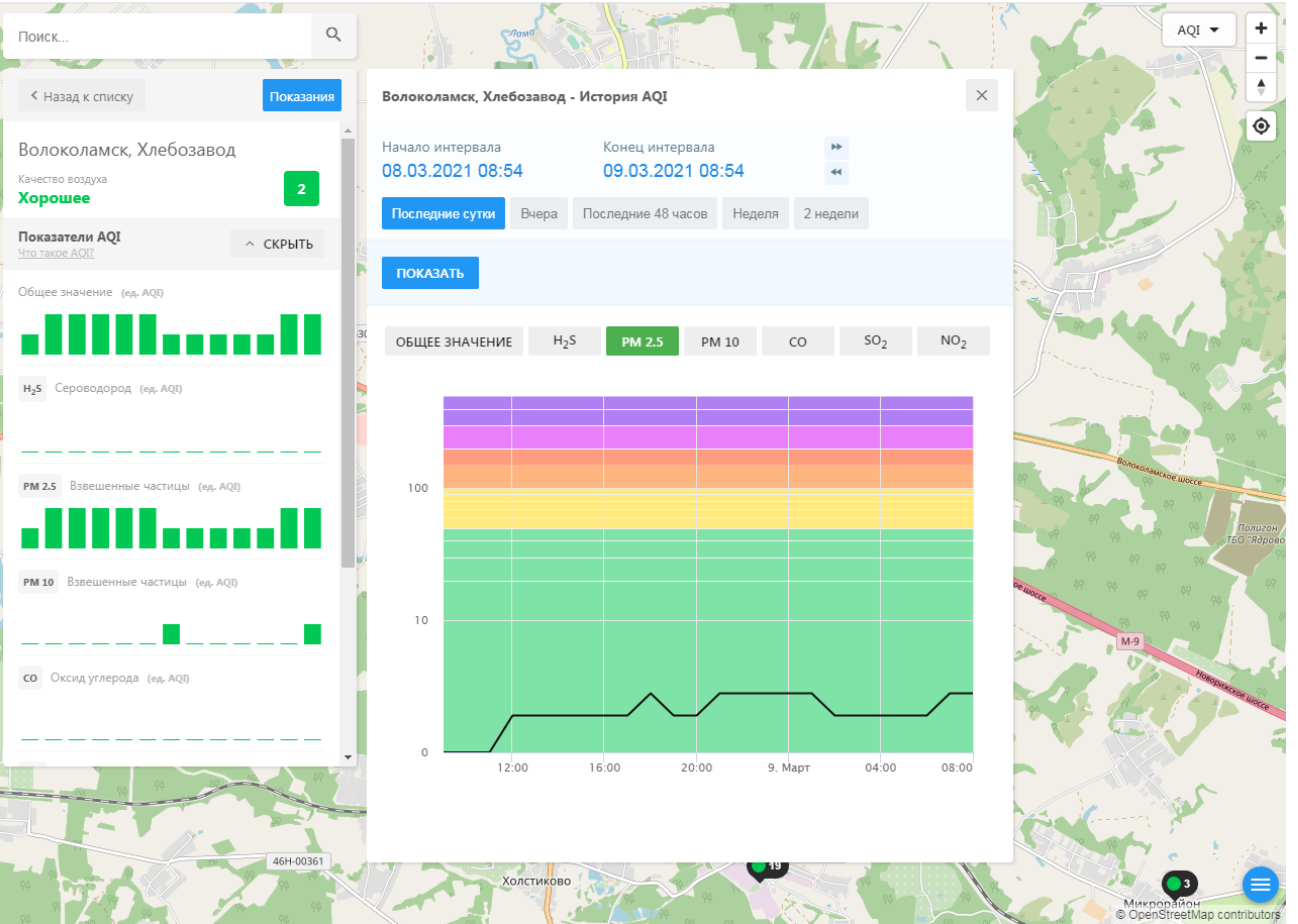 Поиск...
AQI
Ламо
Назад к списку
Показания
Волоколамск, Хлебозавод
Качество воздуха
Хорошее
2
Показатели AQI
Что такое AQI?
СКРЫТЬ
Общее значение (ед. AQI)
H₂S Сероводород (ед. AQI)
PM 2.5 Взвешенные частицы (ед. AQI)
PM 10 Взвешенные частицы (ед. AQI)
CO Оксид углерода (ед. AQI)
Волоколамск, Хлебозавод - История AQI
Начало интервала
08.03.2021 08:54
Конец интервала
09.03.2021 08:54
Последние сутки
Вчера
Последние 48 часов
Неделя
2 недели
ПОКАЗАТЬ
ОБЩЕЕ ЗНАЧЕНИЕ
H₂S
PM 2.5
PM 10
CO
SO₂
NO₂
100
10
0
12:00
16:00
20:00
9. Март
04:00
08:00
Волоколамское шоссе
Полигон
ТБО "Ядрово
ое шоссе
М-9
Новорижское шоссе
46Н-00361
Холстиково
19
3
Микрорайон
© OpenStreetMap contributors